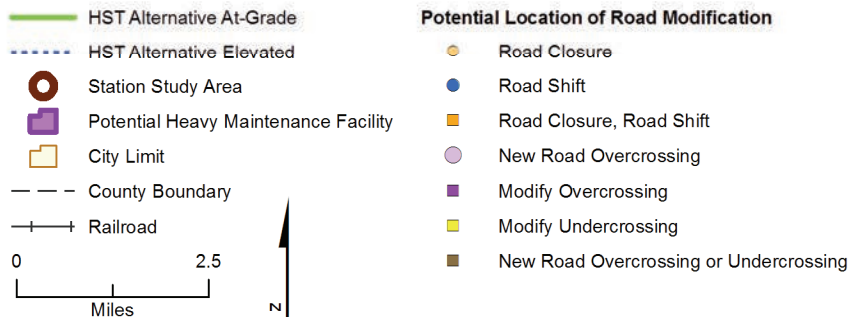 HST Alternative At-Grade
HST Alternative Elevated
Station Study Area
Potential Heavy Maintenance Facility
City Limit
County Boundary
Railroad
0 2.5
Miles
N
Potential Location of Road Modification
Road Closure
Road Shift
Road Closure, Road Shift
New Road Overcrossing
Modify Overcrossing
Modify Undercrossing
New Road Overcrossing or Undercrossing